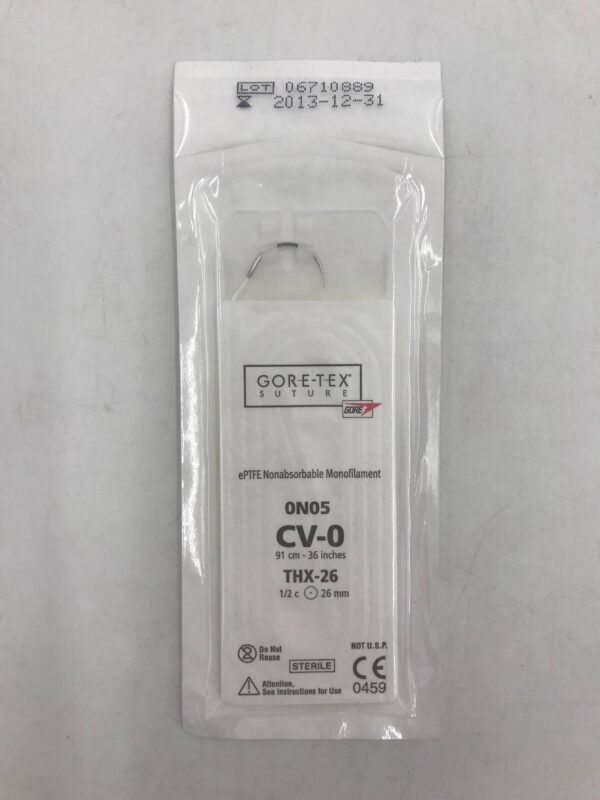 LOT 06710889
2013-12-31
GORE-TEX®
SUTURE
GORE
ePTFE Nonabsorbable Monofilament
0N05
CV-0
91 cm - 36 inches
THX-26
1/2 c 26 mm
Do Not
Reuse
NOT U.S.P.
STERILE
CE
0459
Attention,
See Instructions for Use